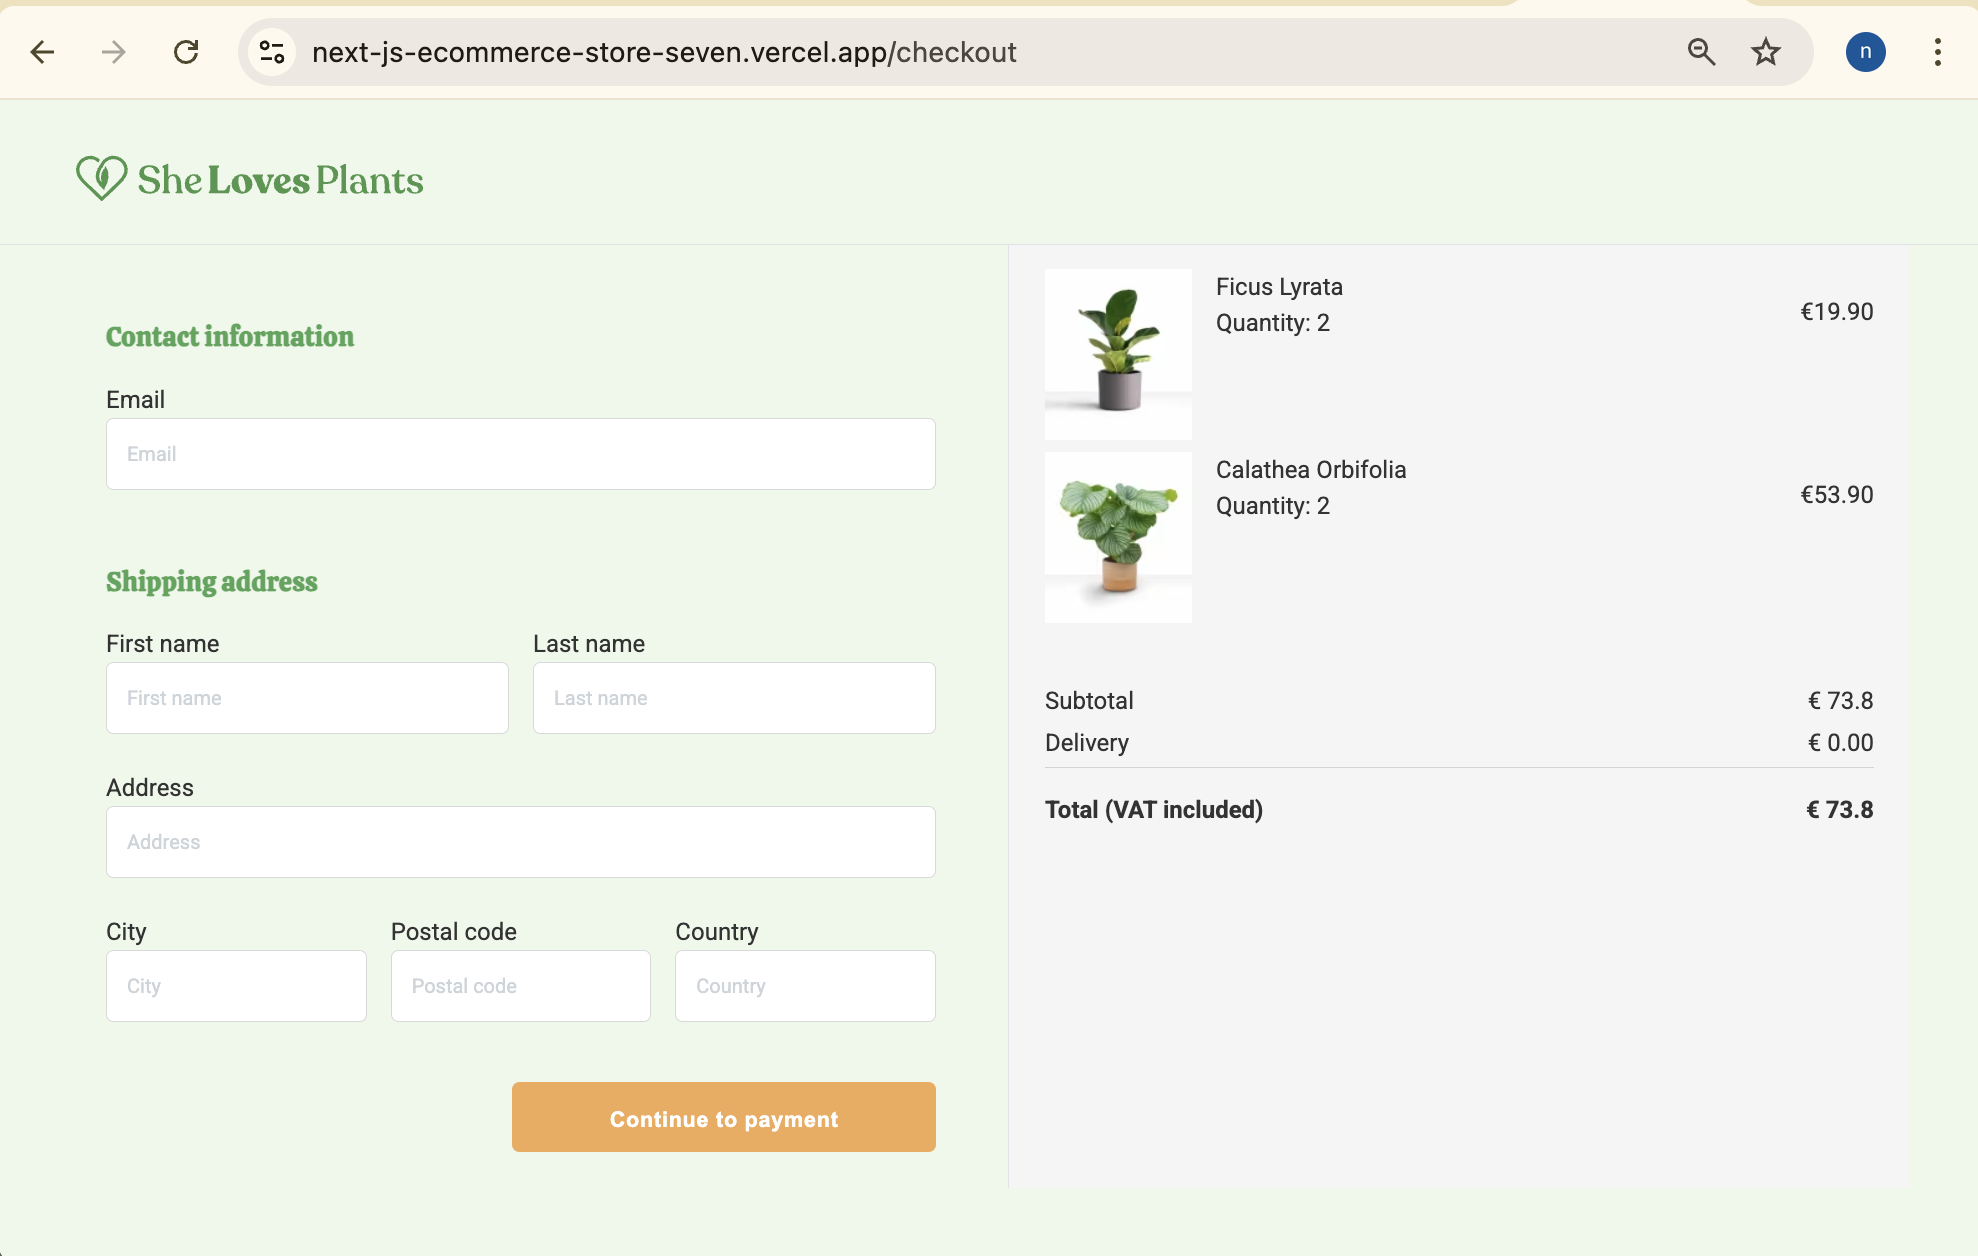 next-js-ecommerce-store-seven.vercel.app/checkout
n
She Loves Plants
Contact information
Email
Email
Shipping address
First name
Last name
First name
Last name
Address
Address
City
Postal code
Country
City
Postal code
Country
Continue to payment
Ficus Lyrata
Quantity: 2
€19.90
Calathea Orbifolia
Quantity: 2
€53.90
Subtotal
€ 73.8
Delivery
€ 0.00
Total (VAT included)
€ 73.8